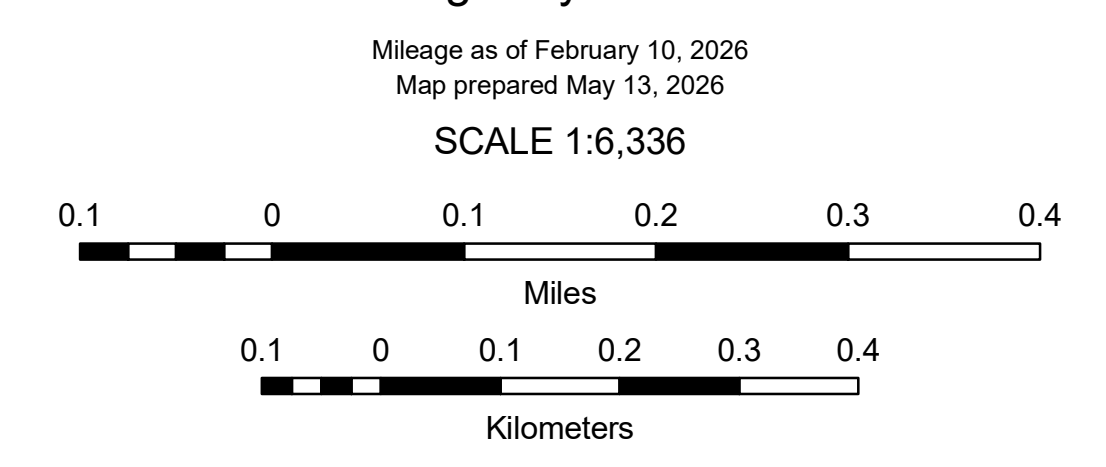 Mileage as of February 10, 2026
Map prepared May 13, 2026
SCALE 1:6,336
0.1 0 0.1 0.2 0.3 0.4
Miles
0.1 0 0.1 0.2 0.3 0.4
Kilometers